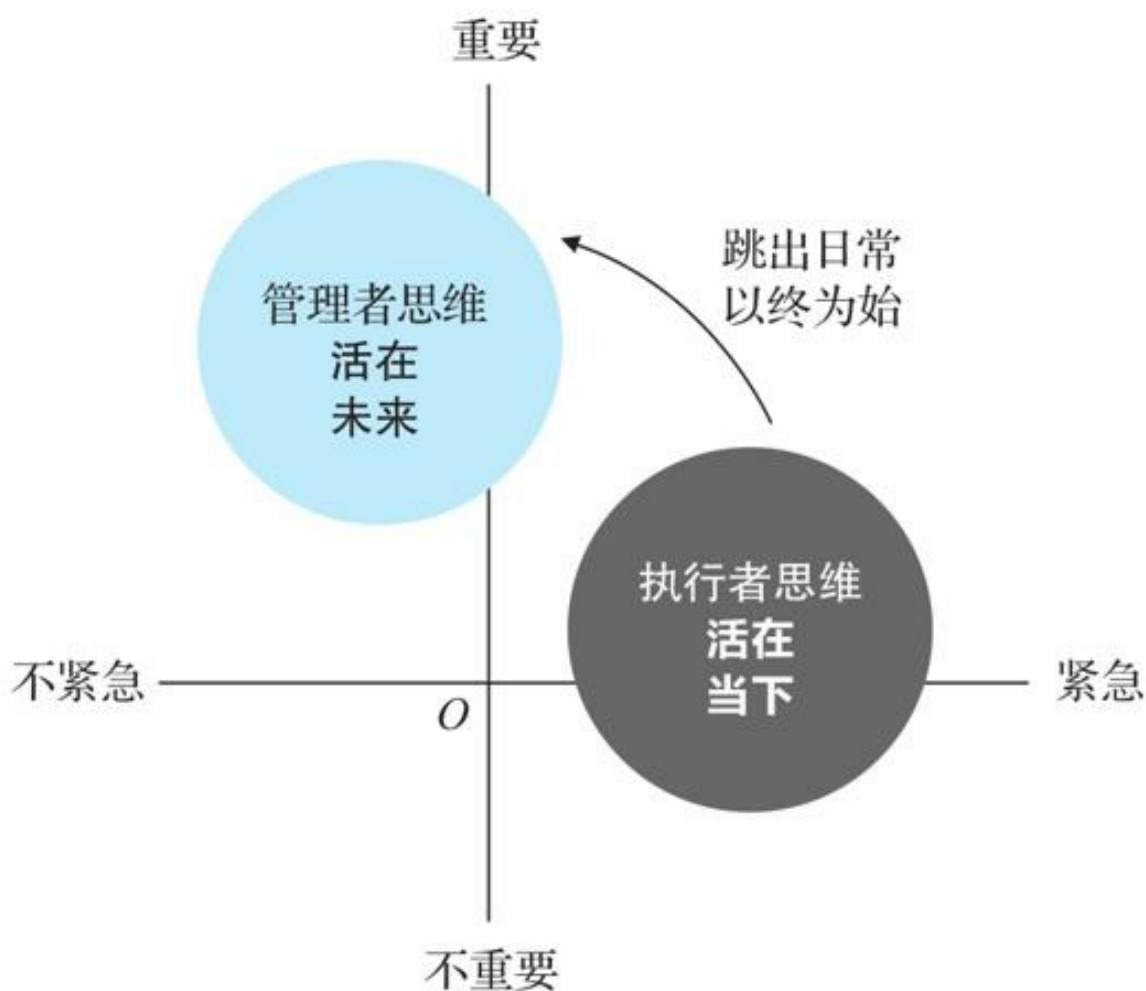 重要
跳出日常
以终为始
管理者思维
活在
未来
执行者思维
活在
当下
不紧急
O
紧急
不重要